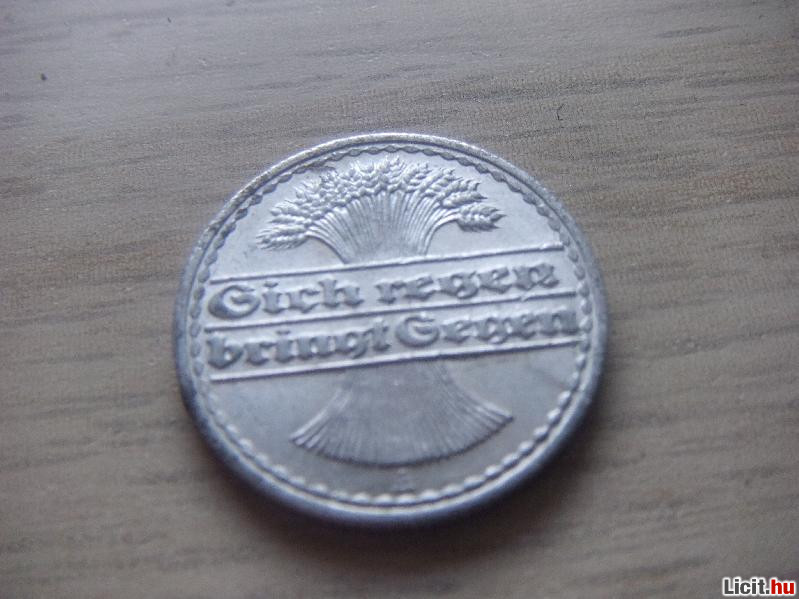 Sich regen
bringt Segen
Licit.hu